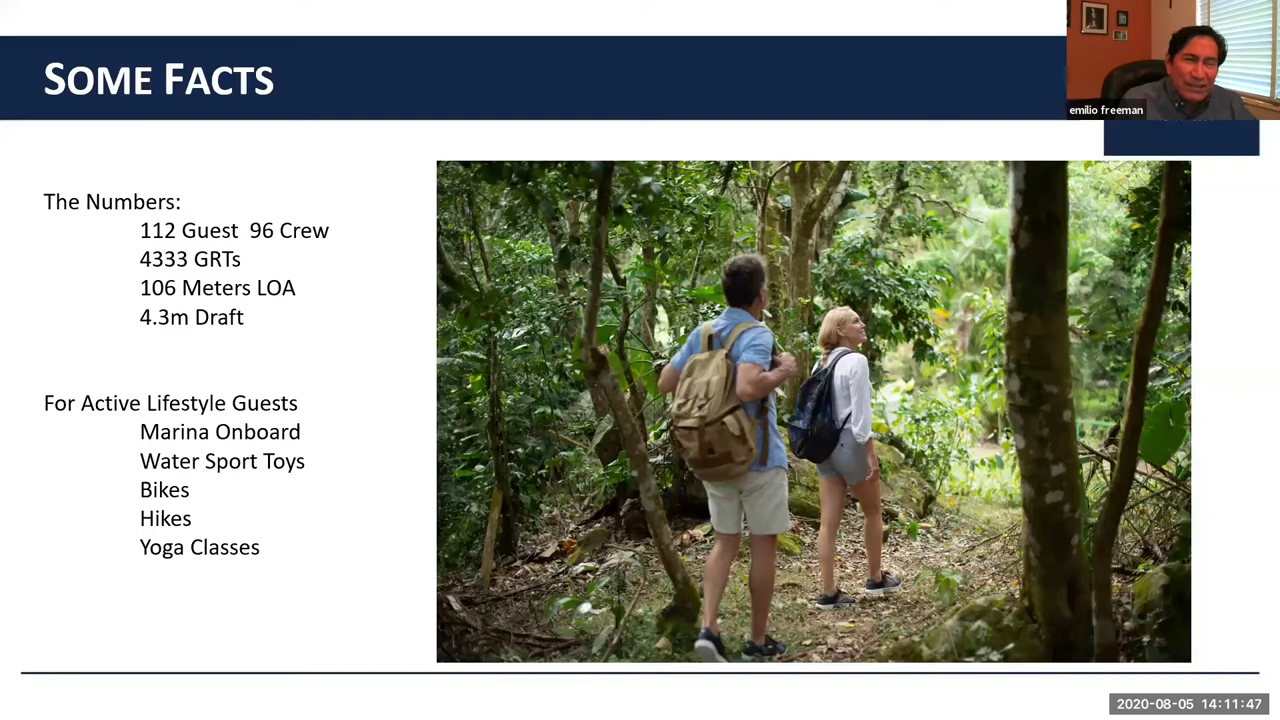 SOME FACTS
emilio freeman
The Numbers:
112 Guest 96 Crew
4333 GRTs
106 Meters LOA
4.3m Draft
For Active Lifestyle Guests
Marina Onboard
Water Sport Toys
Bikes
Hikes
Yoga Classes
2020-08-05 14:11:47